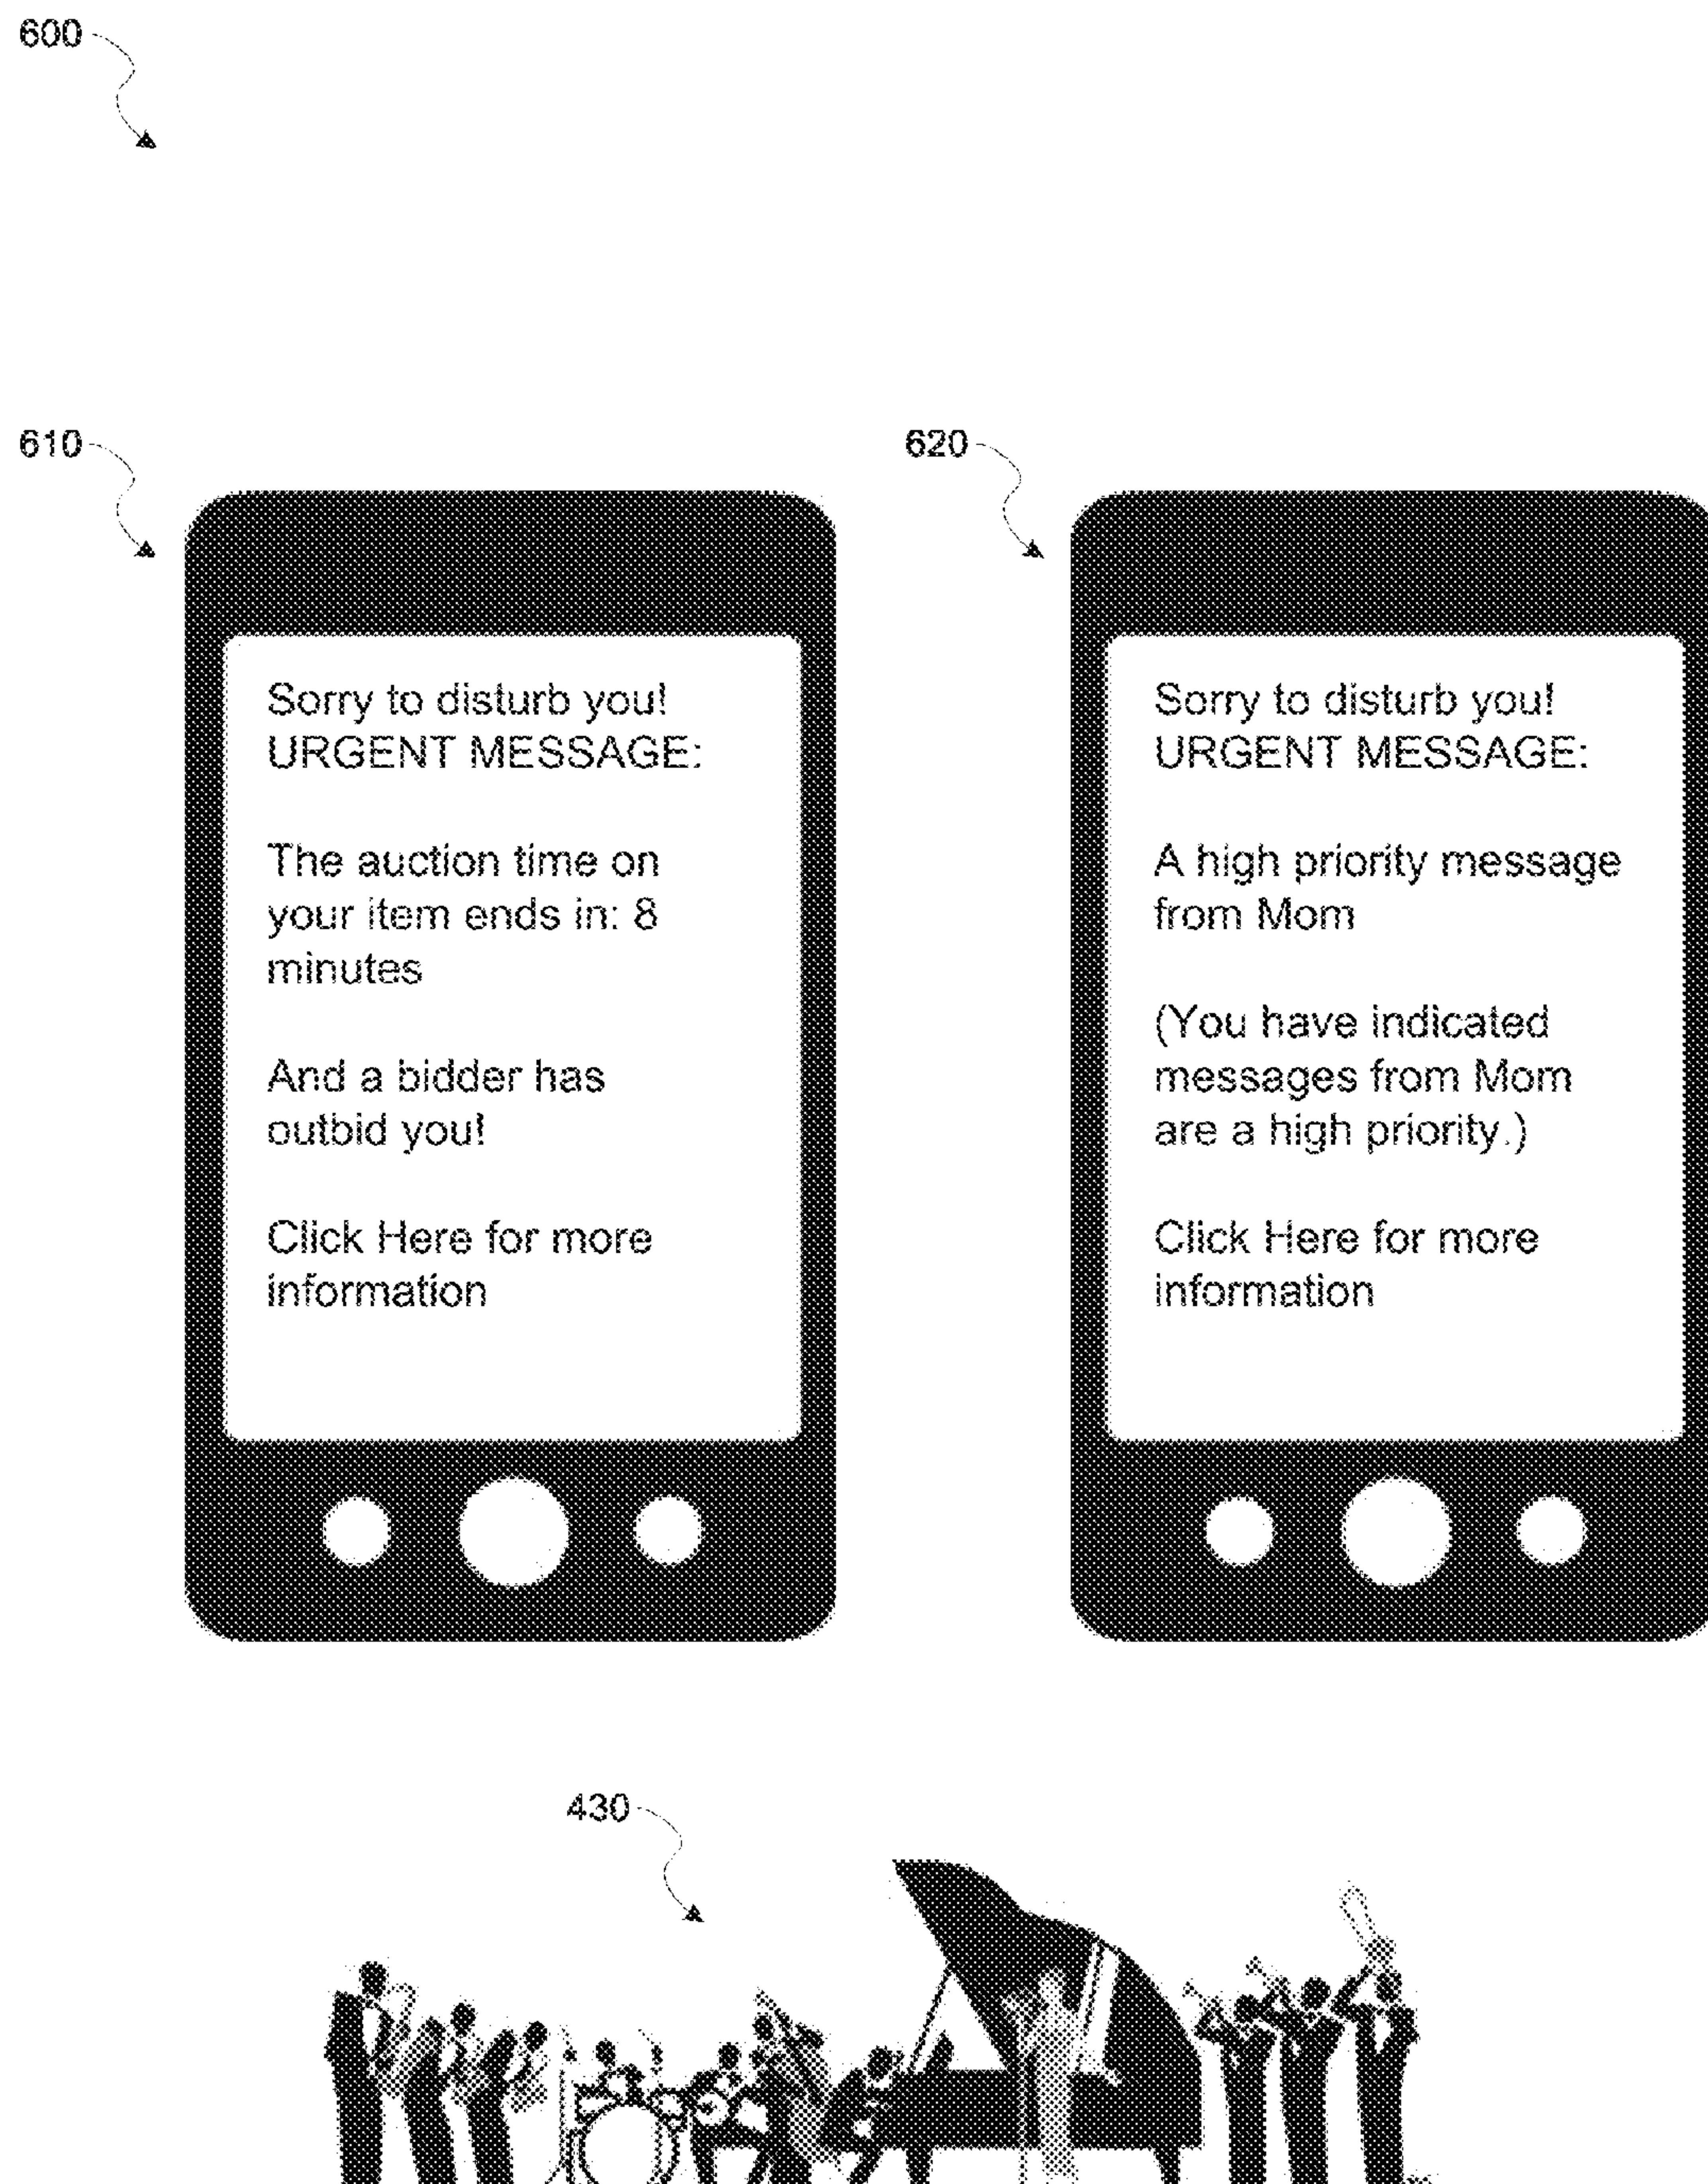 600
610
620
Sorry to disturb you!
URGENT MESSAGE:
The auction time on
your item ends in: 8
minutes
And a bidder has
outbid you!
Click Here for more
information
Sorry to disturb you!
URGENT MESSAGE:
A high priority message
from Mom
(You have indicated
messages from Mom
are a high priority.)
Click Here for more
information
430